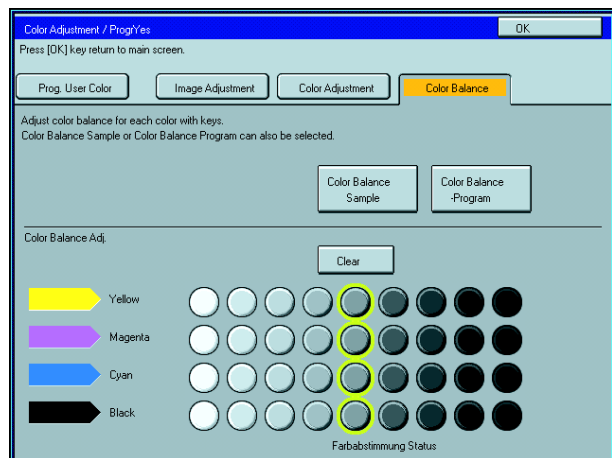 Color Adjustment / ProgrYes
OK
Press [OK] key return to main screen.
Prog. User Color
Image Adjustment
Color Adjustment
Color Balance
Adjust color balance for each color with keys.
Color Balance Sample or Color Balance Program can also be selected.
Color Balance
Sample
Color Balance
-Program
Color Balance Adj.
Clear
Yellow
Magenta
Cyan
Black
Farbabstimmung Status